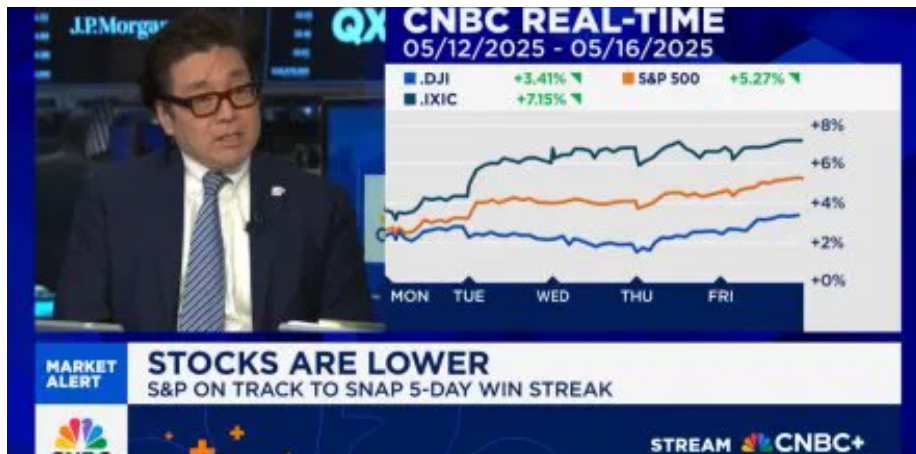 J.P.Morgan
QX
CNBC REAL-TIME
05/12/2025 - 05/16/2025
.DJI +3.41% S&P 500 +5.27%
.IXIC +7.15%
+8%
+6%
+4%
+2%
+0%
MON TUE WED THU FRI
MARKET
ALERT
STOCKS ARE LOWER
S&P ON TRACK TO SNAP 5-DAY WIN STREAK
CNBC
STREAM CNBC+